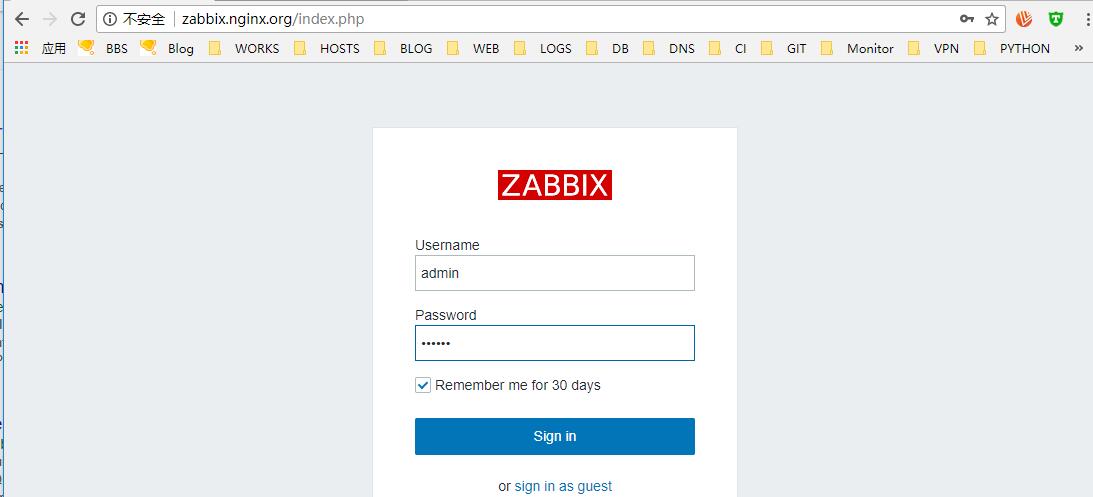 不安全 zabbix.nginx.org/index.php
应用 BBS Blog WORKS HOSTS BLOG WEB LOGS DB DNS CI GIT Monitor VPN PYTHON »
ZABBIX
Username
admin
Password
••••••
Remember me for 30 days
Sign in
or sign in as guest